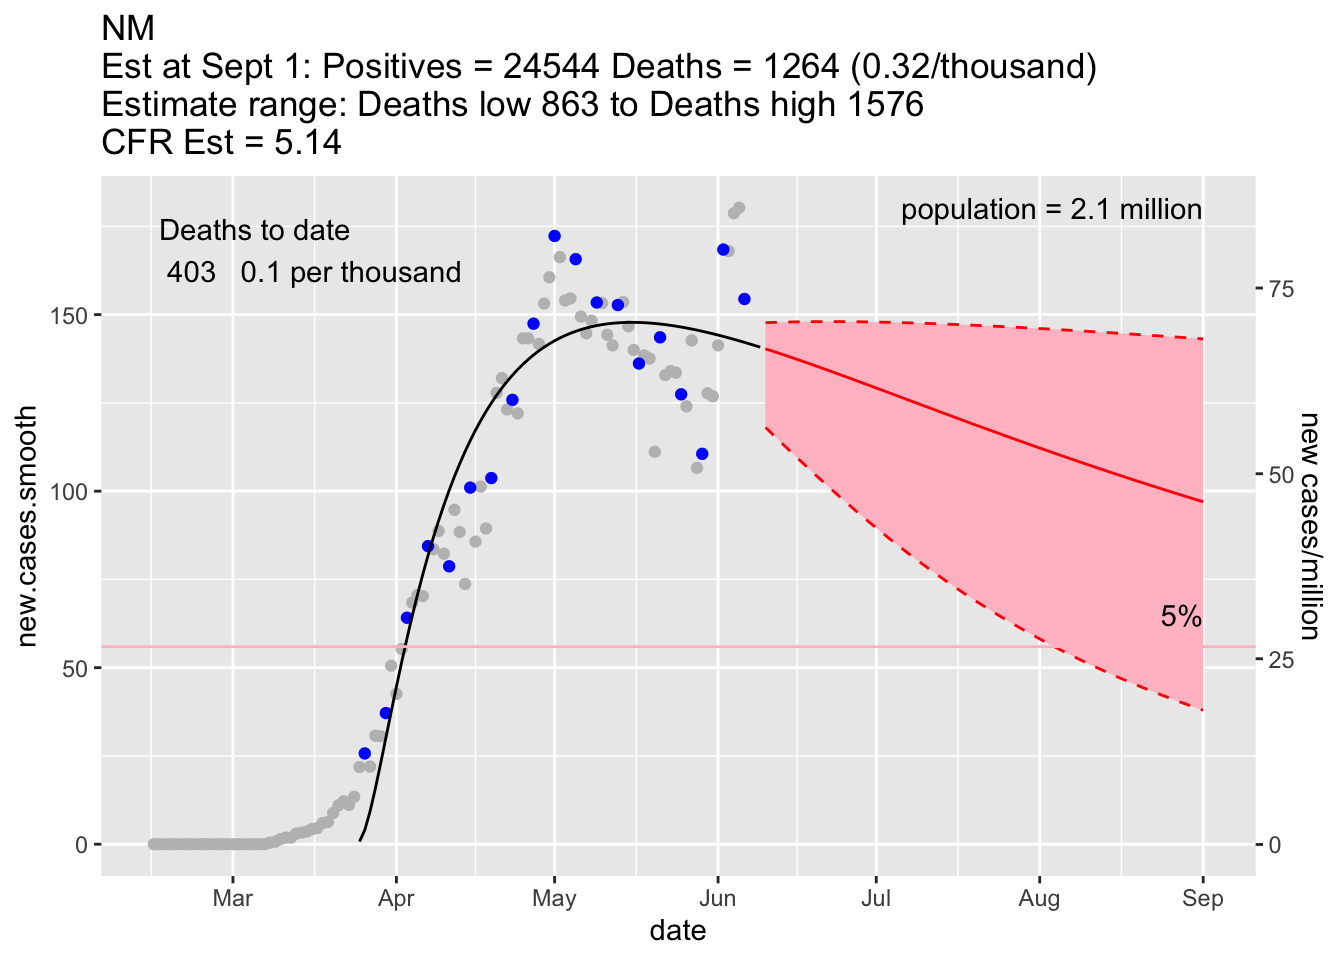 NM
Est at Sept 1: Positives = 24544 Deaths = 1264 (0.32/thousand)
Estimate range: Deaths low 863 to Deaths high 1576
CFR Est = 5.14
Deaths to date
403 0.1 per thousand
population = 2.1 million
5%
new.cases.smooth
150
100
50
0
75
50
25
0
new cases/million
Mar Apr May Jun Jul Aug Sep
date